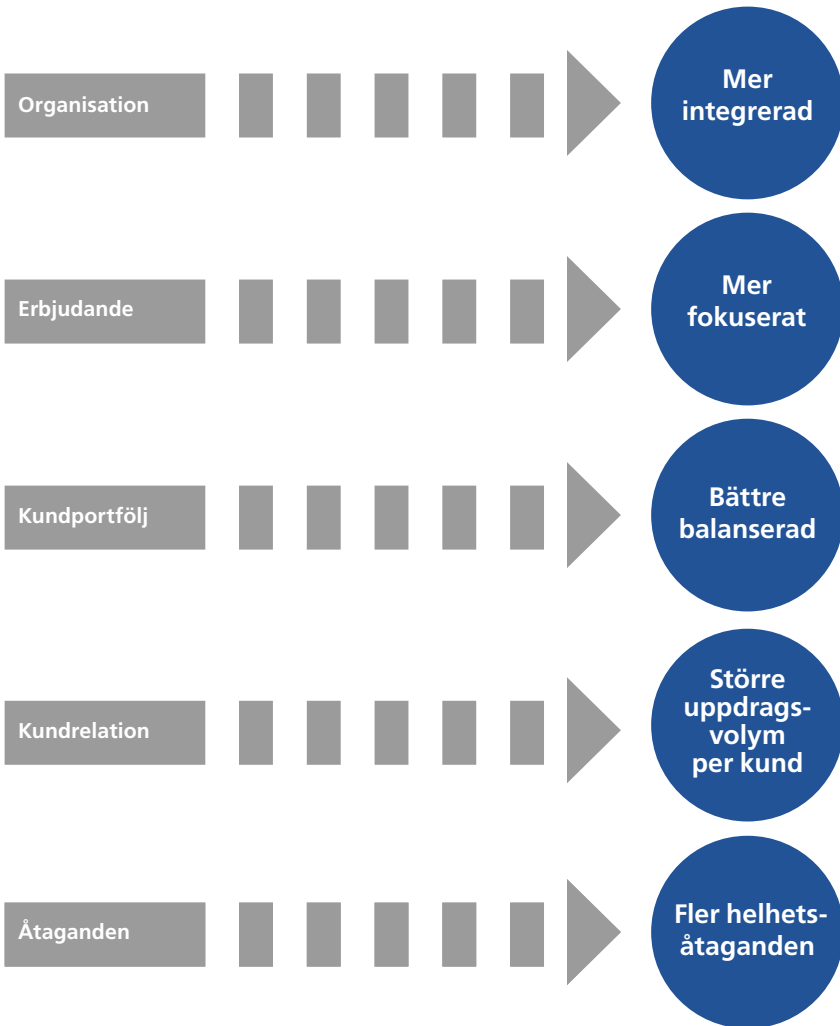 Organisation
Mer
integrerad
Erbjudande
Mer
fokuserat
Kundportfölj
Bättre
balanserad
Kundrelation
Större
uppdrags-
volym
per kund
Åtaganden
Fler helhets-
åtaganden